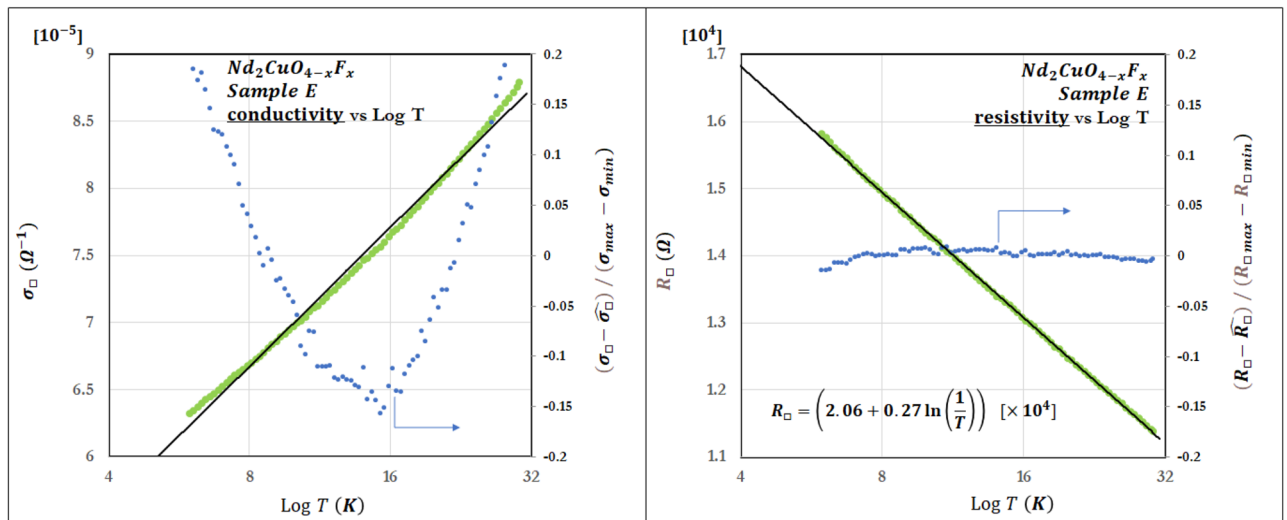 [10⁻⁵]
9
8.5
8
7.5
7
6.5
6
σ□ (Ω⁻¹)
Nd₂CuO₄₋ₓFₓ
Sample E
conductivity vs Log T
0.2
0.15
0.1
0.05
0
-0.05
-0.1
-0.15
-0.2
(σ□ − σ□̂) / (σmax − σmin)
4 8 16 32
Log T (K)
[10⁴]
1.7
1.6
1.5
1.4
1.3
1.2
1.1
R□ (Ω)
Nd₂CuO₄₋ₓFₓ
Sample E
resistivity vs Log T
R□ = (2.06 + 0.27 ln(1/T)) [× 10⁴]
0.2
0.15
0.1
0.05
0
-0.05
-0.1
-0.15
-0.2
(R□ − R□̂) / (R□max − R□min)
4 8 16 32
Log T (K)